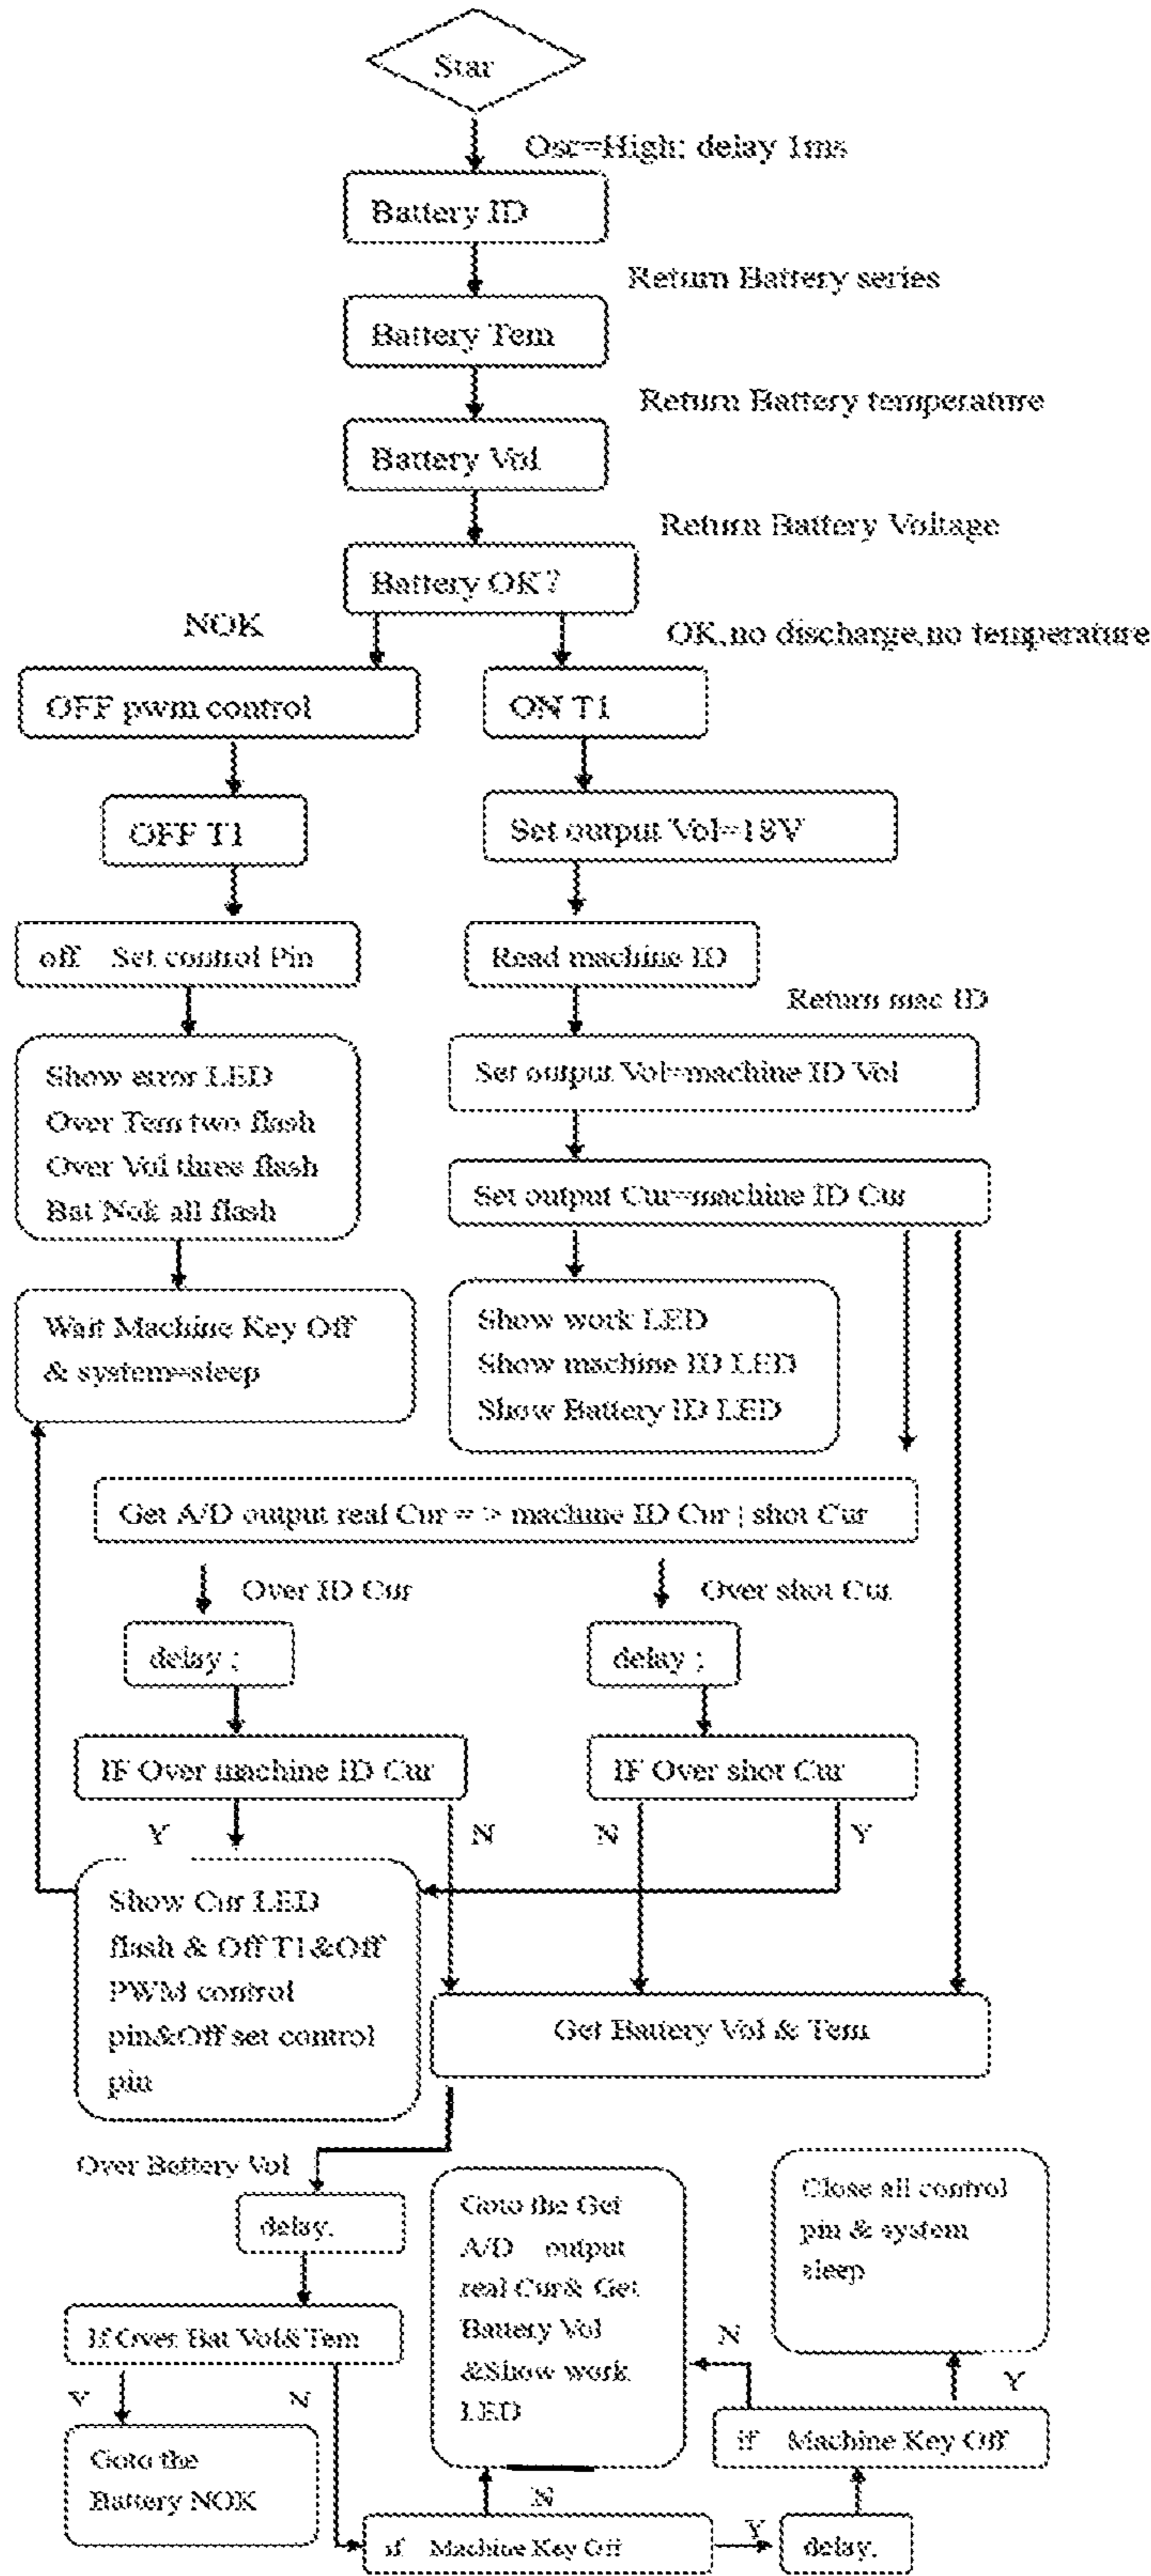 Star
Osc=High; delay 1ms
Battery ID
Return Battery series
Battery Tem
Return Battery temperature
Battery Vol
Return Battery Voltage
Battery OK?
NOK
OK,no discharge,no temperature
OFF pwm control
ON T1
OFF T1
Set output Vol=18V
off Set control Pin
Read machine ID
Return mac ID
Show error LED
Over Tem two flash
Over Vol three flash
Bat Nok all flash
Set output Vol=machine ID Vol
Set output Cur=machine ID Cur
Wait Machine Key Off
& system=sleep
Show work LED
Show machine ID LED
Show Battery ID LED
Get A/D output real Cur = > machine ID Cur | shot Cur
Over ID Cur
Over shot Cur
delay ;
delay ;
IF Over machine ID Cur
IF Over shot Cur
Y
N
N
Y
Show Cur LED
flash & Off T1&Off
PWM control
pin&Off set control
pin
Get Battery Vol & Tem
Over Battery Vol
delay.
If Over Bat Vol&Tem
Y
N
Goto the
Battery NOK
Goto the Get
A/D output
real Cur& Get
Battery Vol
&Show work
LED
Close all control
pin & system
sleep
N
Y
if Machine Key Off
N
if Machine Key Off
Y
delay.